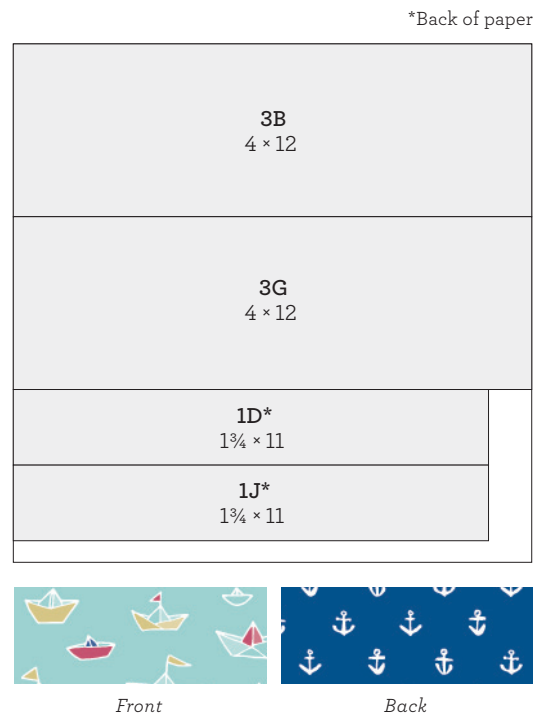 *Back of paper
3B
4 × 12
3G
4 × 12
1D*
1¾ × 11
1J*
1¾ × 11
Front
Back